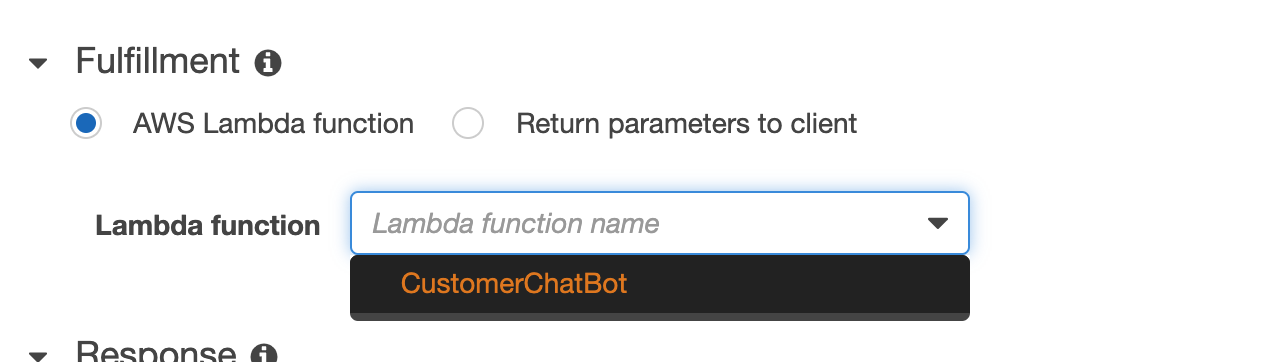 Fulfillment
AWS Lambda function Return parameters to client
Lambda function Lambda function name
CustomerChatBot
Response